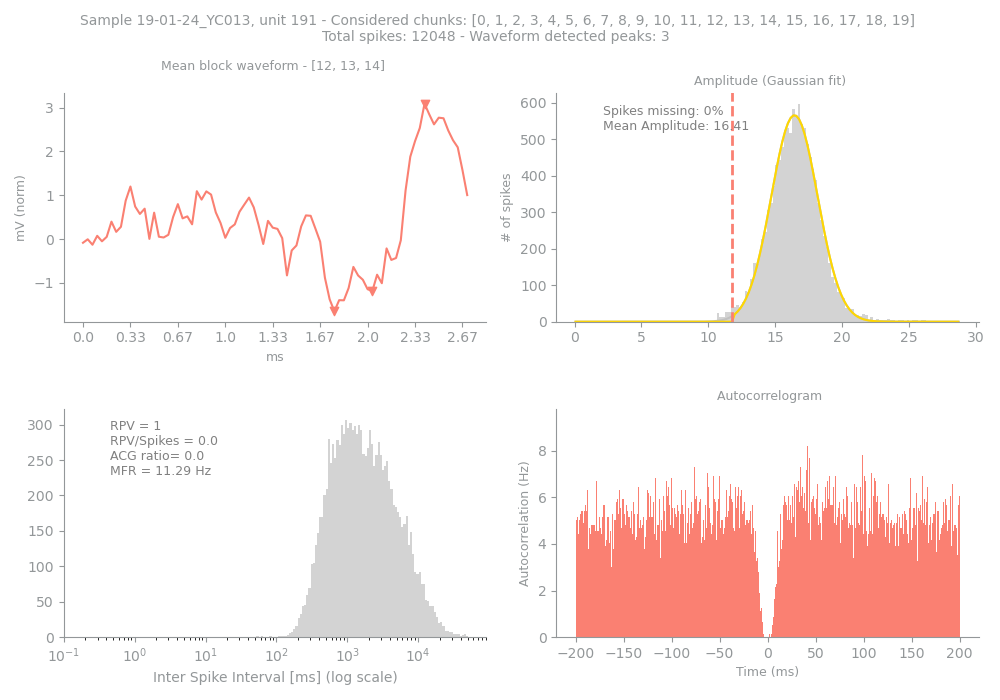 Sample 19-01-24_YC013, unit 191 - Considered chunks: [0, 1, 2, 3, 4, 5, 6, 7, 8, 9, 10, 11, 12, 13, 14, 15, 16, 17, 18, 19]
Total spikes: 12048 - Waveform detected peaks: 3
Mean block waveform - [12, 13, 14]
mV (norm)
3
2
1
0
−1
0.0 0.33 0.67 1.0 1.33 1.67 2.0 2.33 2.67
ms
Amplitude (Gaussian fit)
Spikes missing: 0%
Mean Amplitude: 16.41
# of spikes
600
500
400
300
200
100
0
0 5 10 15 20 25 30
RPV = 1
RPV/Spikes = 0.0
ACG ratio= 0.0
MFR = 11.29 Hz
300
250
200
150
100
50
0
10⁻¹ 10⁰ 10¹ 10² 10³ 10⁴
Inter Spike Interval [ms] (log scale)
Autocorrelogram
Autocorrelation (Hz)
8
6
4
2
0
−200 −150 −100 −50 0 50 100 150 200
Time (ms)